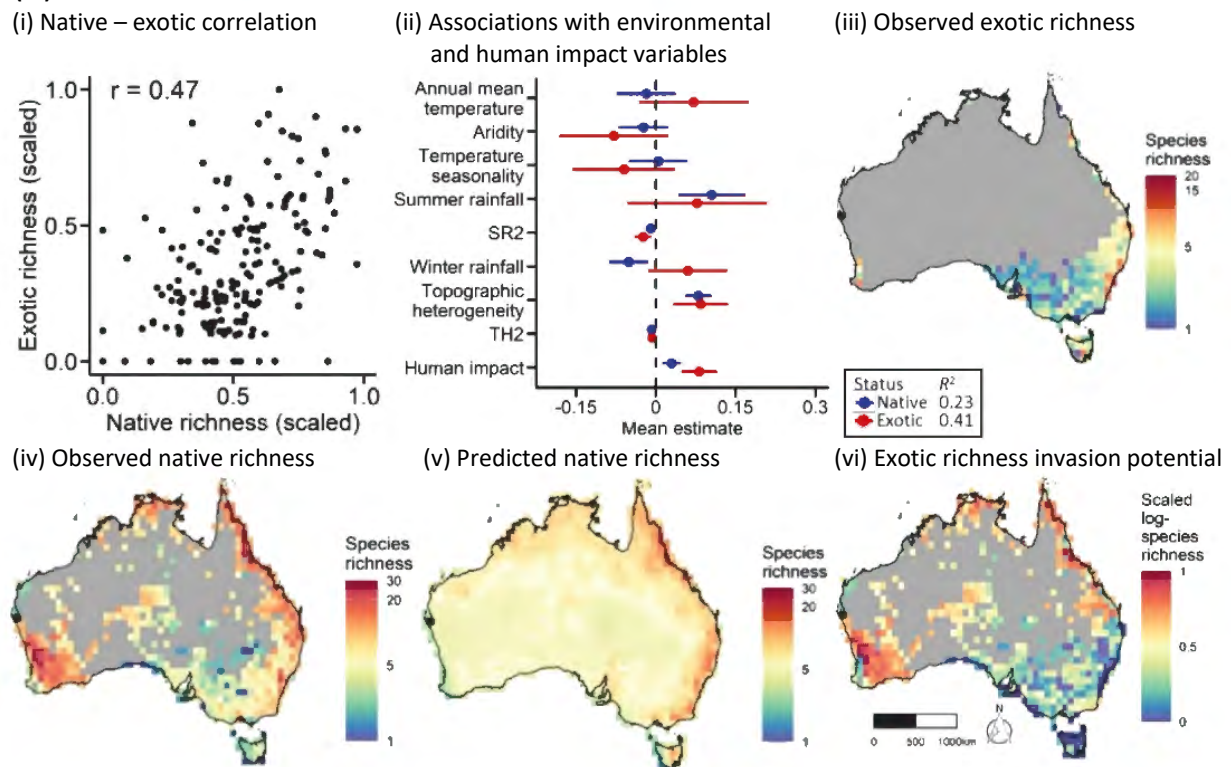 (i) Native – exotic correlation
(ii) Associations with environmental
and human impact variables
(iii) Observed exotic richness
r = 0.47
1.0
0.5
0.0
Exotic richness (scaled)
0.0
0.5
1.0
Native richness (scaled)
Annual mean
temperature
Aridity
Temperature
seasonality
Summer rainfall
SR2
Winter rainfall
Topographic
heterogeneity
TH2
Human impact
-0.15
0
0.15
0.3
Mean estimate
Species
richness
20
15
5
1
Status R²
Native 0.23
Exotic 0.41
(iv) Observed native richness
(v) Predicted native richness
(vi) Exotic richness invasion potential
Species
richness
30
20
5
1
Species
richness
30
20
5
1
Scaled
log-
species
richness
1
0.5
0
N
0 500 1000km